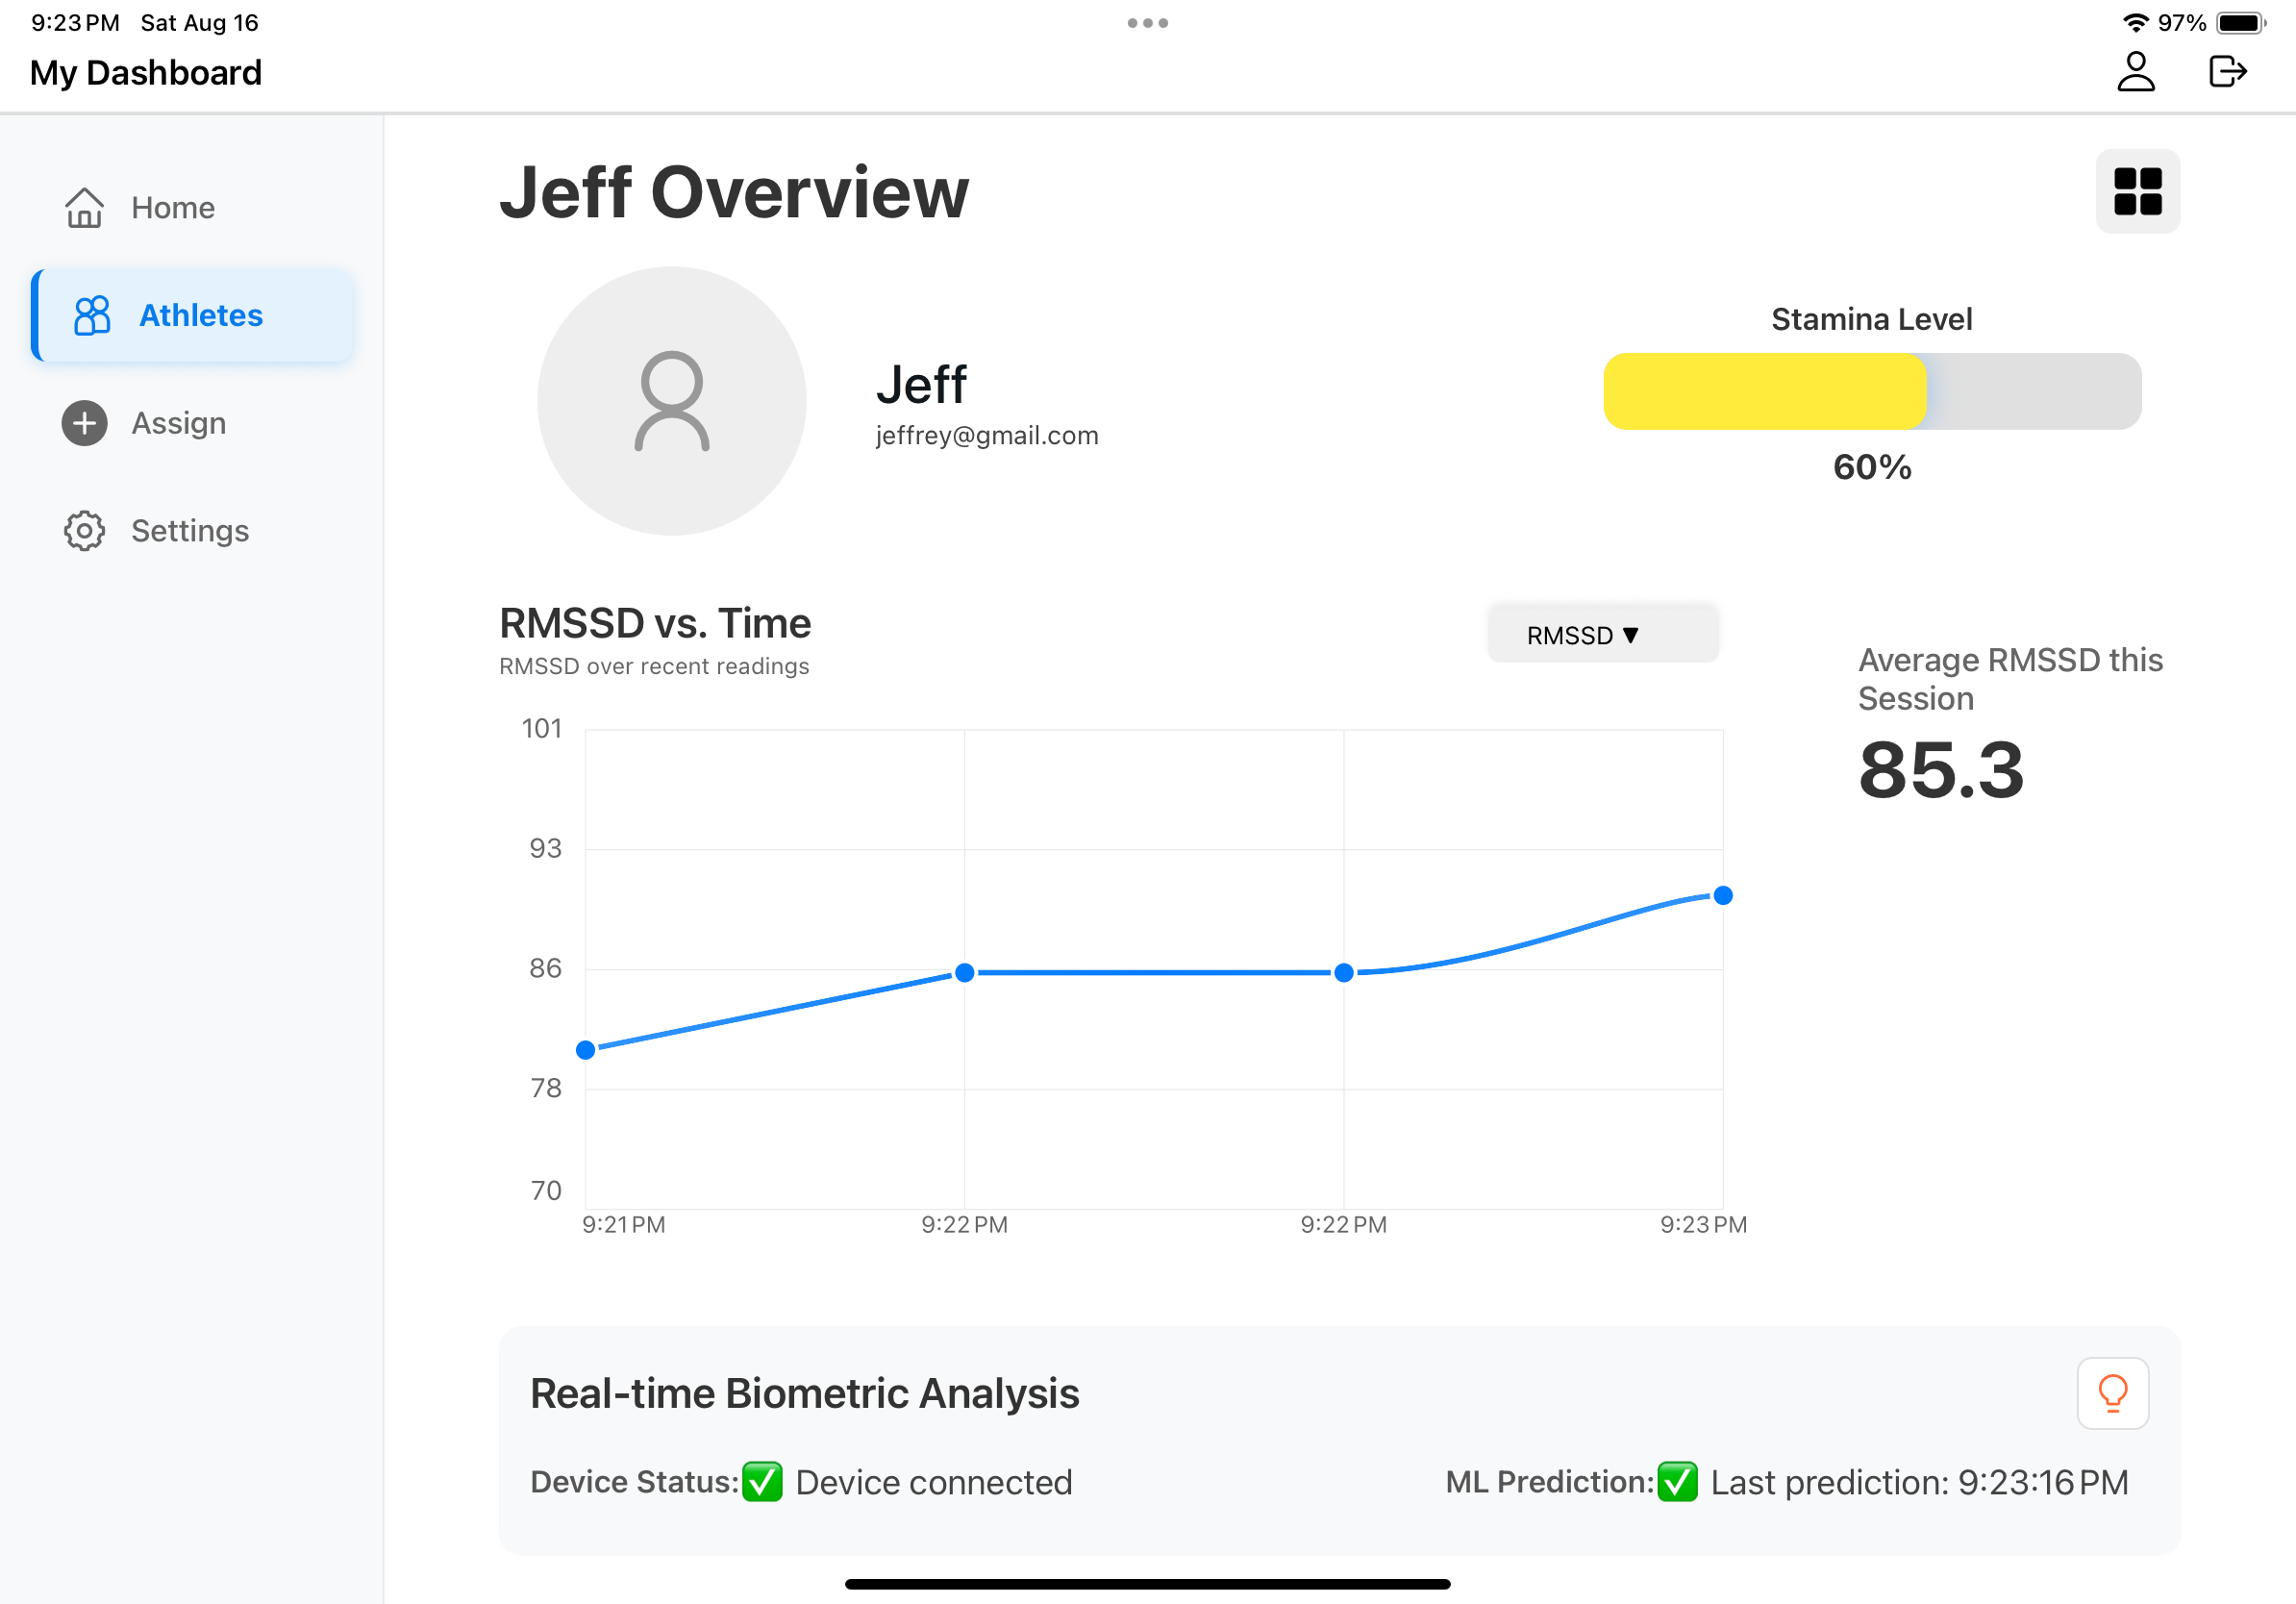 9:23 PM Sat Aug 16
97%
My Dashboard
Home
Athletes
Assign
Settings
Jeff Overview
Jeff
jeffrey@gmail.com
Stamina Level
60%
RMSSD vs. Time
RMSSD over recent readings
RMSSD ▼
Average RMSSD this
Session
85.3
101
93
86
78
70
9:21 PM
9:22 PM
9:22 PM
9:23 PM
Real-time Biometric Analysis
Device Status:✅ Device connected
ML Prediction:✅ Last prediction: 9:23:16 PM